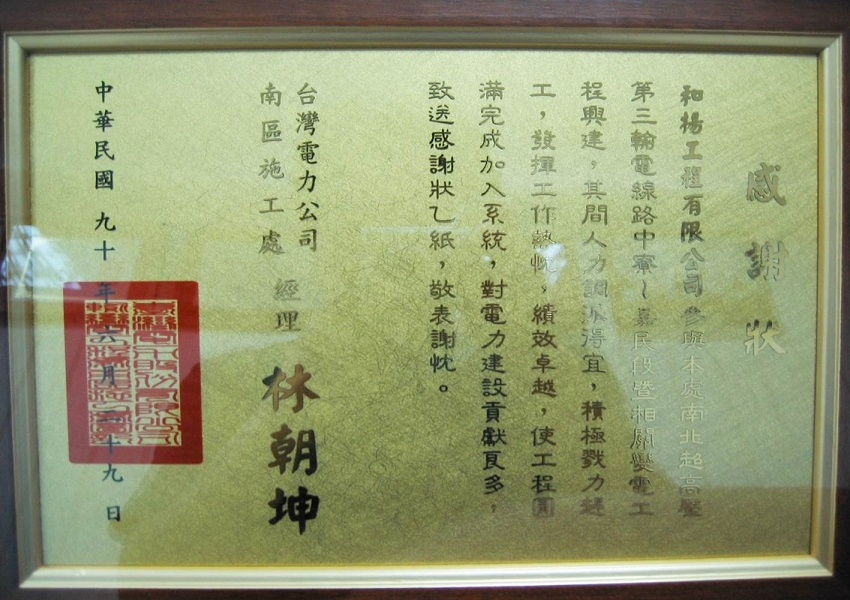 感謝狀
和楊工程有限公司參與本處南北超高壓
第三輸電線路中寮~嘉民段暨相關變電工
程興建,其間人力調派得宜,積極戮力趕
工,發揮工作熱忱,績效卓越,使工程圓
滿完成加入系統,對電力建設貢獻良多,
致送感謝狀乙紙,敬表謝忱。
台灣電力公司
南區施工處 經理 林朝坤
中華民國 九十一年六月二十九日